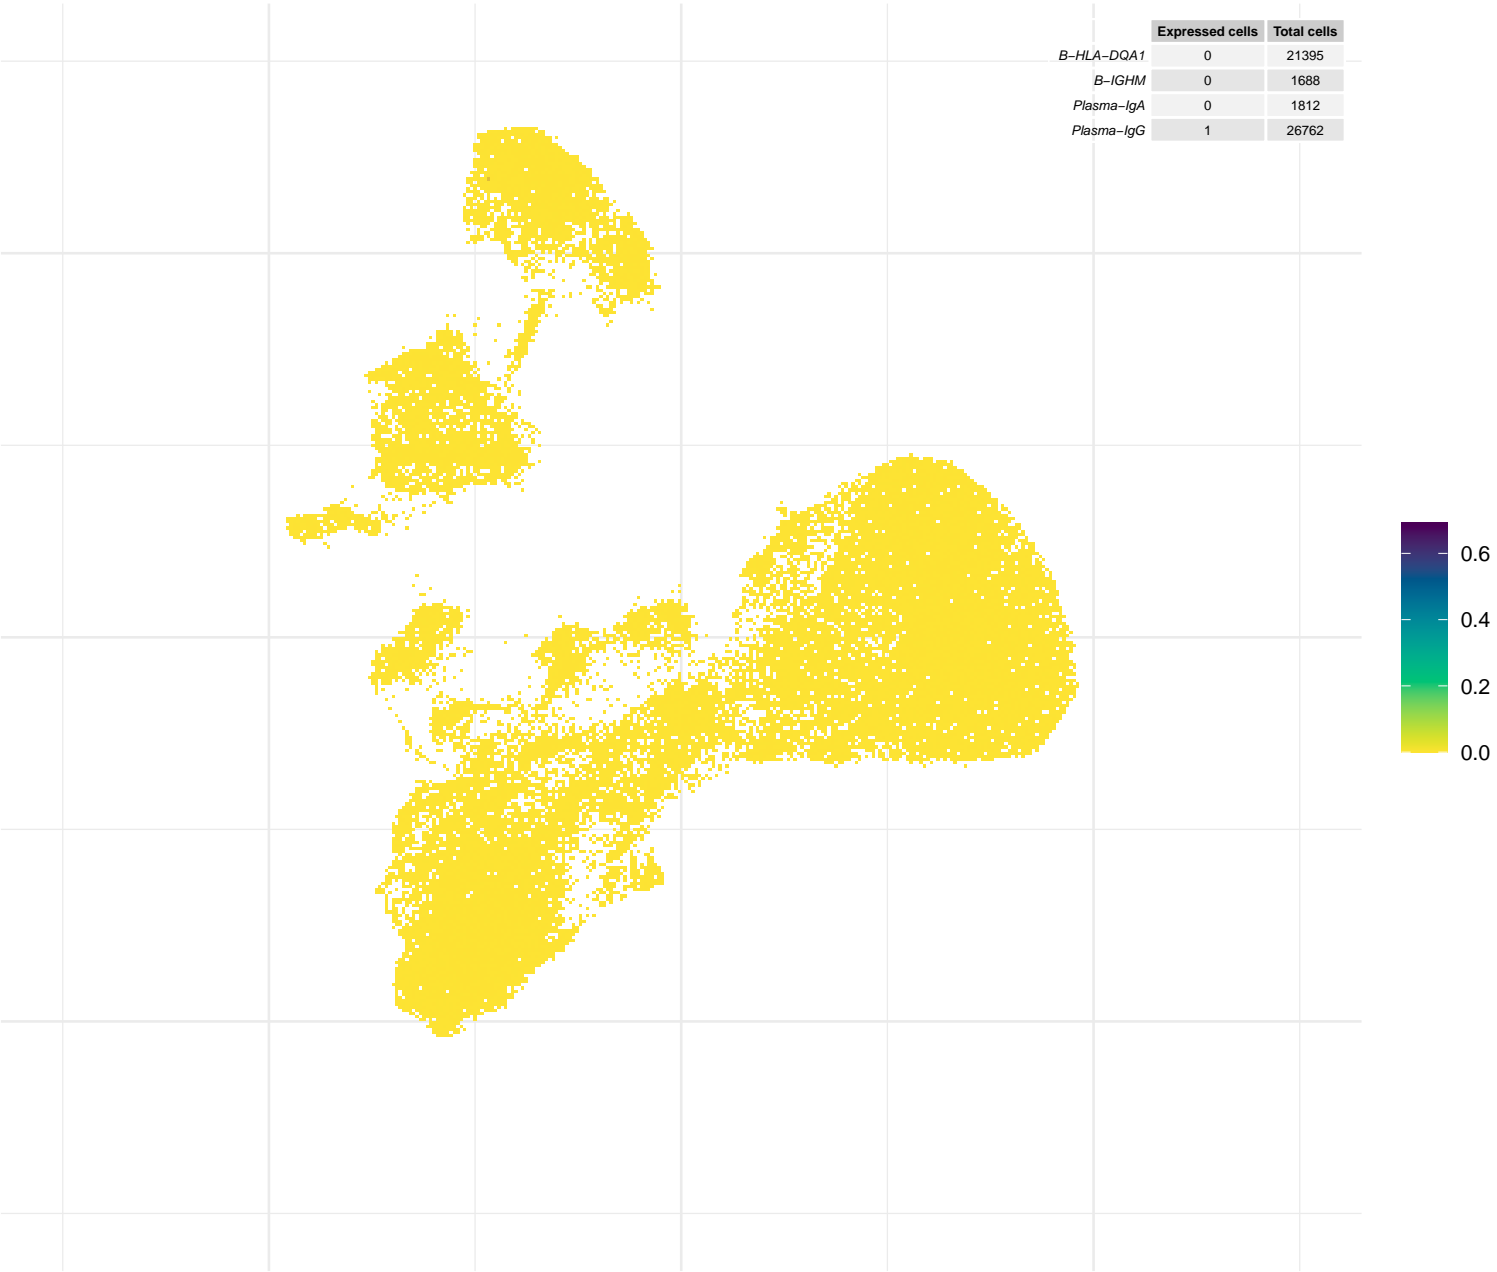 Expressed cells Total cells
B−HLA−DQA1 0 21395
B−IGHM 0 1688
Plasma−IgA 0 1812
Plasma−IgG 1 26762
0.6
0.4
0.2
0.0